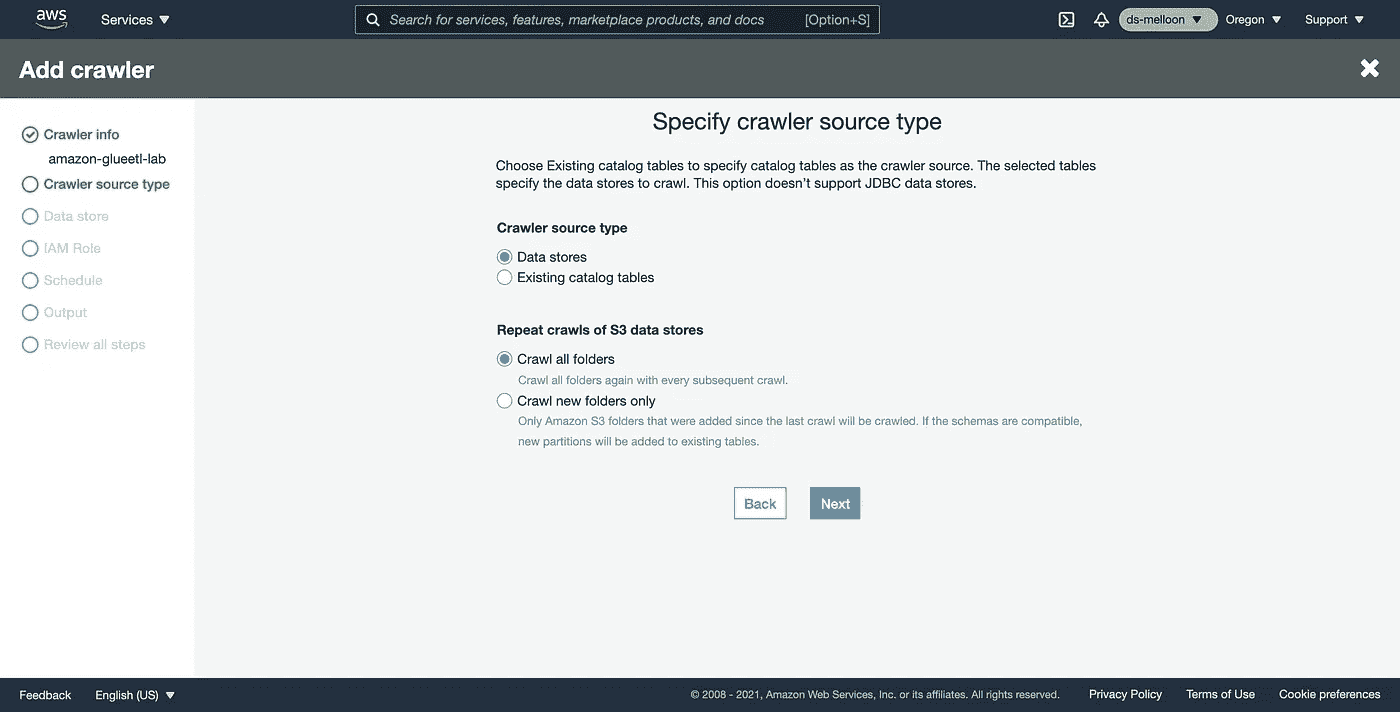 aws
Services
Search for services, features, marketplace products, and docs [Option+S]
ds-melloon
Oregon
Support
Add crawler
Crawler info
amazon-glueetl-lab
Crawler source type
Data store
IAM Role
Schedule
Output
Review all steps
Specify crawler source type
Choose Existing catalog tables to specify catalog tables as the crawler source. The selected tables
specify the data stores to crawl. This option doesn't support JDBC data stores.
Crawler source type
Data stores
Existing catalog tables
Repeat crawls of S3 data stores
Crawl all folders
Crawl all folders again with every subsequent crawl.
Crawl new folders only
Only Amazon S3 folders that were added since the last crawl will be crawled. If the schemas are compatible,
new partitions will be added to existing tables.
Back
Next
Feedback
English (US)
© 2008 - 2021, Amazon Web Services, Inc. or its affiliates. All rights reserved.
Privacy Policy
Terms of Use
Cookie preferences